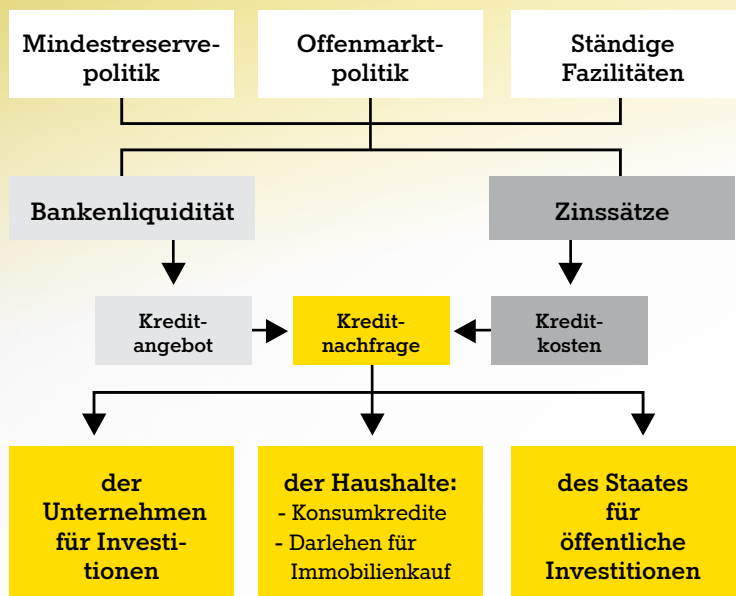 Mindestreserve-
politik
Offenmarkt-
politik
Ständige
Fazilitäten
Bankenliquidität
Zinssätze
Kredit-
angebot
Kredit-
nachfrage
Kredit-
kosten
der
Unternehmen
für Investi-
tionen
der Haushalte:
- Konsumkredite
- Darlehen für
Immobilienkauf
des Staates
für
öffentliche
Investitionen